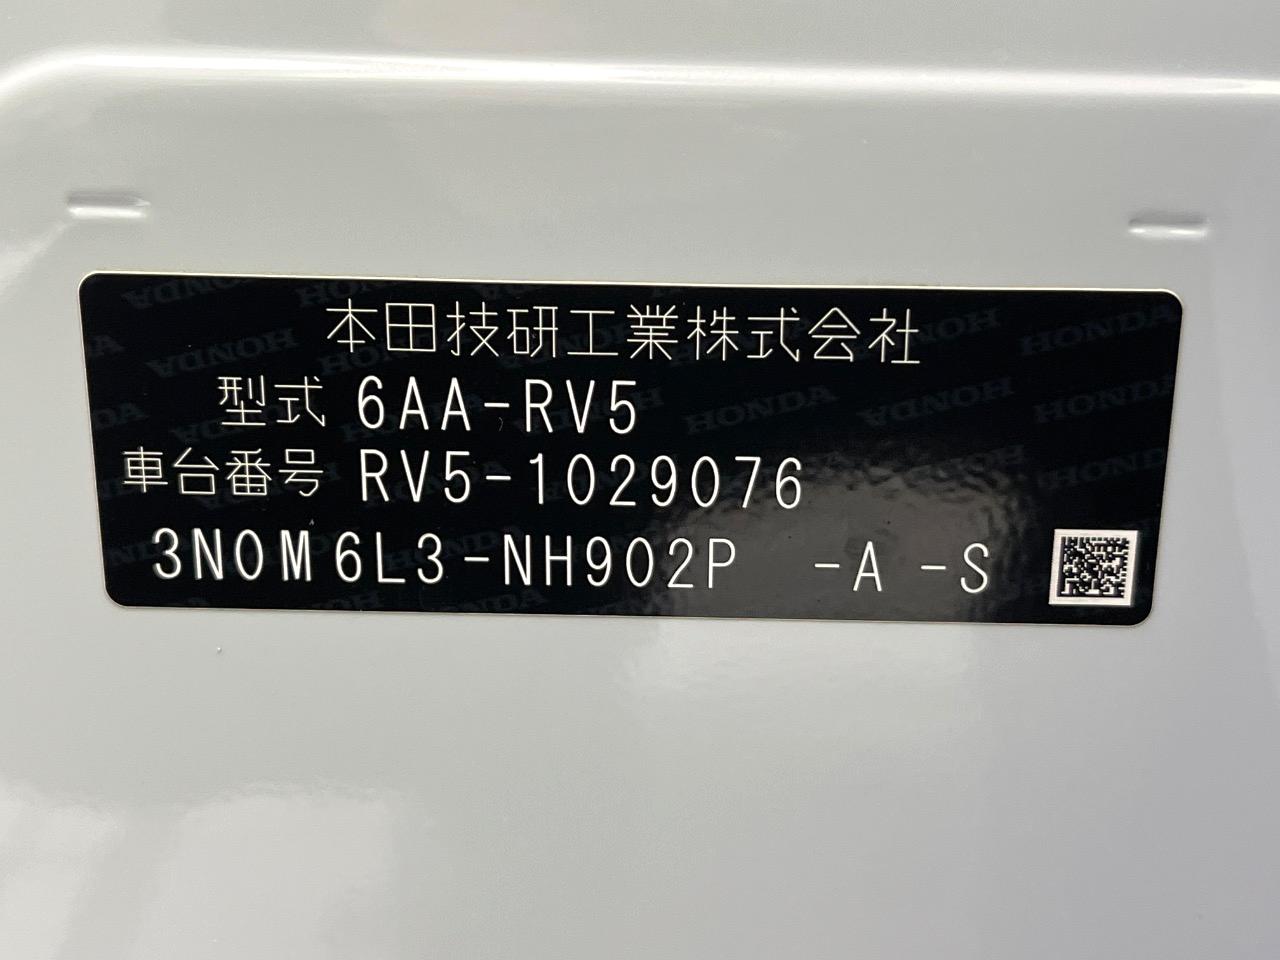 本田技研工業株式会社
型式 6AA-RV5
車台番号 RV5-1029076
3N0M6L3-NH902P -A -S